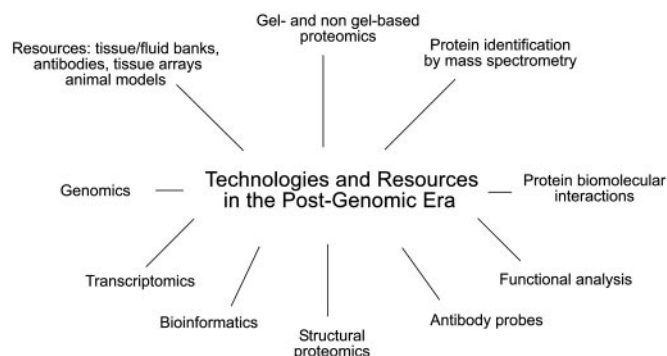 Gel- and non gel-based
proteomics
Resources: tissue/fluid banks,
antibodies, tissue arrays
animal models
Protein identification
by mass spectrometry
Technologies and Resources
in the Post-Genomic Era
Genomics
Protein biomolecular
interactions
Transcriptomics
Functional analysis
Bioinformatics
Antibody probes
Structural
proteomics